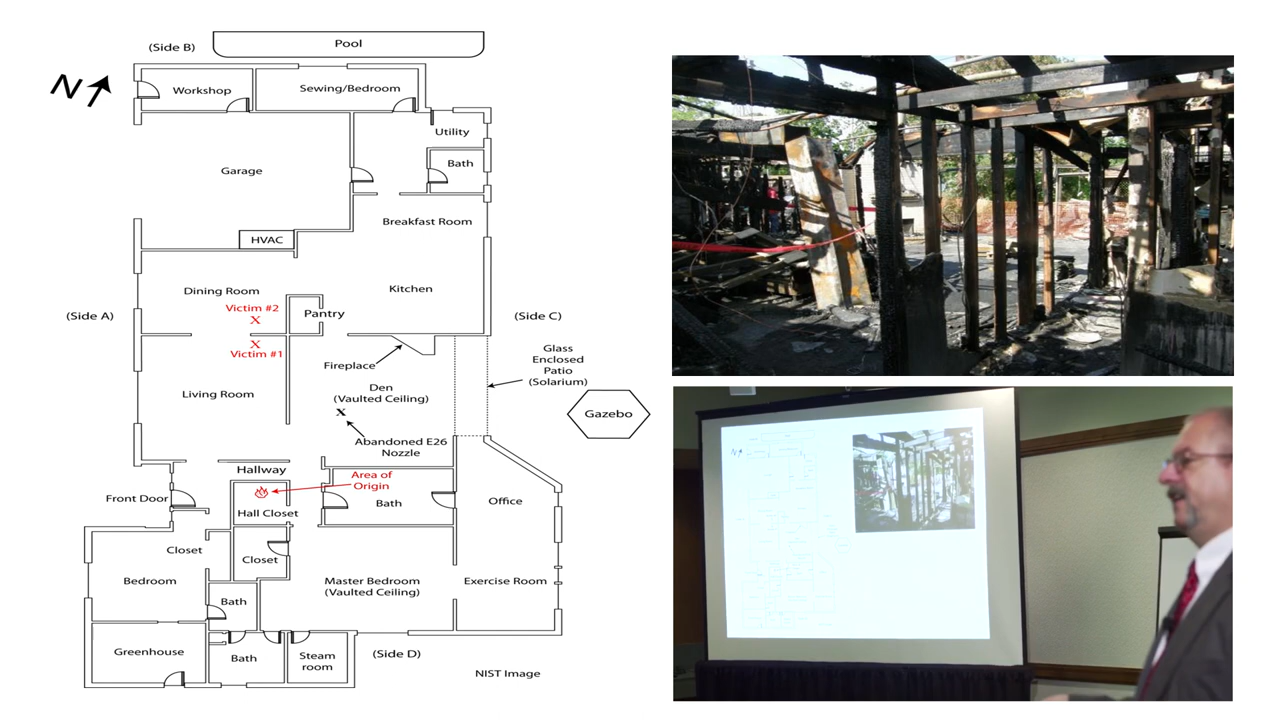 Pool
(Side B)
N
Workshop
Sewing/Bedroom
Utility
Bath
Garage
Breakfast Room
HVAC
Kitchen
Dining Room
Victim #2
X
Pantry
(Side A)
(Side C)
X
Victim #1
Fireplace
Glass
Enclosed
Patio
(Solarium)
Den
(Vaulted Ceiling)
Living Room
X
Gazebo
Abandoned E26
Nozzle
Hallway
Area of
Origin
Front Door
Bath
Office
Hall Closet
Closet
Closet
Bedroom
Master Bedroom
(Vaulted Ceiling)
Exercise Room
Bath
Greenhouse
Bath
Steam
room
(Side D)
NIST Image